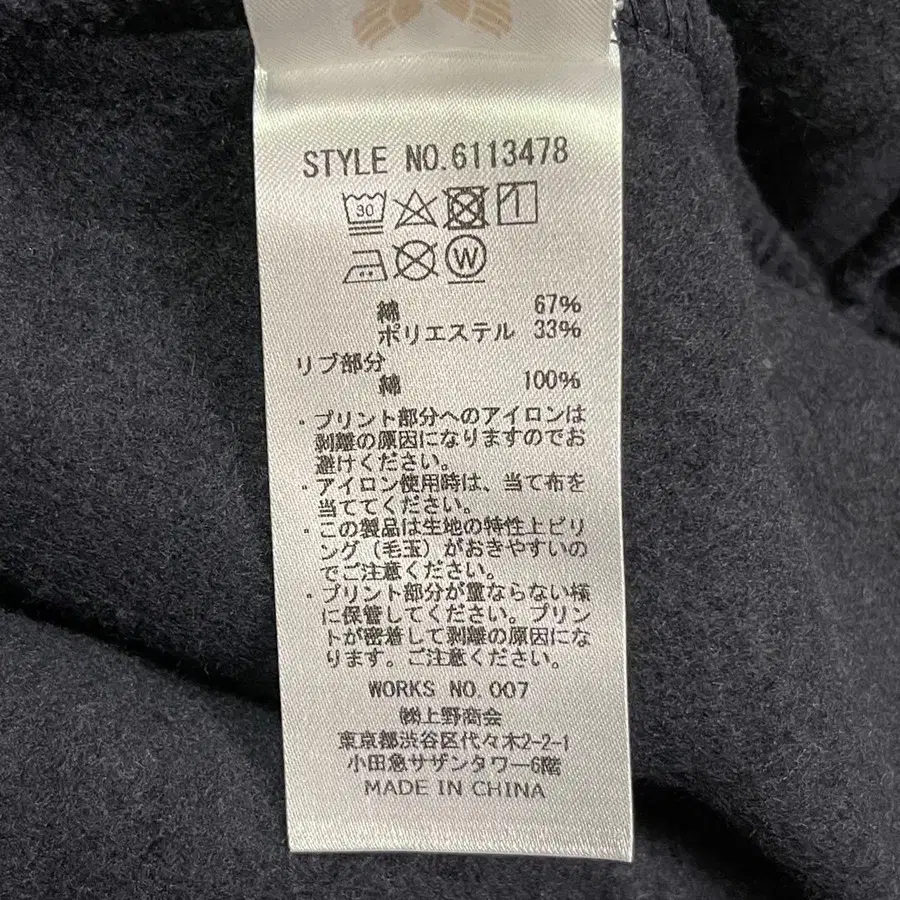 STYLE NO.6113478
30
W
綿 67%
ポリエステル 33%
リブ部分
綿 100%
・プリント部分へのアイロンは
剥離の原因になりますのでお
避けください。
・アイロン使用時は、当て布を
当ててください。
・この製品は生地の特性上ピリ
ング（毛玉）がおきやすいの
でご注意ください。
・プリント部分が重ならない様
に保管してください。プリン
トが密着して剥離の原因にな
ります。ご注意ください。
WORKS NO.007
㈱上野商会
東京都渋谷区代々木2-2-1
小田急サザンタワー6階
MADE IN CHINA